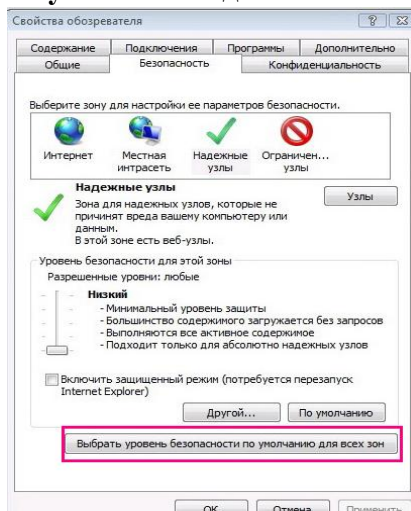 Свойства обозревателя
Содержание Подключения Программы Дополнительно
Общие Безопасность Конфиденциальность
Выберите зону для настройки ее параметров безопасности.
Интернет Местная интрасеть Надежные узлы Ограничен... узлы
Надежные узлы
Узлы
Зона для надежных узлов, которые не
причинят вреда вашему компьютеру или
данным.
В этой зоне есть веб-узлы.
Уровень безопасности для этой зоны
Разрешенные уровни: любые
Низкий
- Минимальный уровень защиты
- Большинство содержимого загружается без запросов
- Выполняются все активное содержимое
- Подходит только для абсолютно надежных узлов
Включить защищенный режим (потребуется перезапуск
Internet Explorer)
Другой... По умолчанию
Выбрать уровень безопасности по умолчанию для всех зон
ОК Отмена Применить